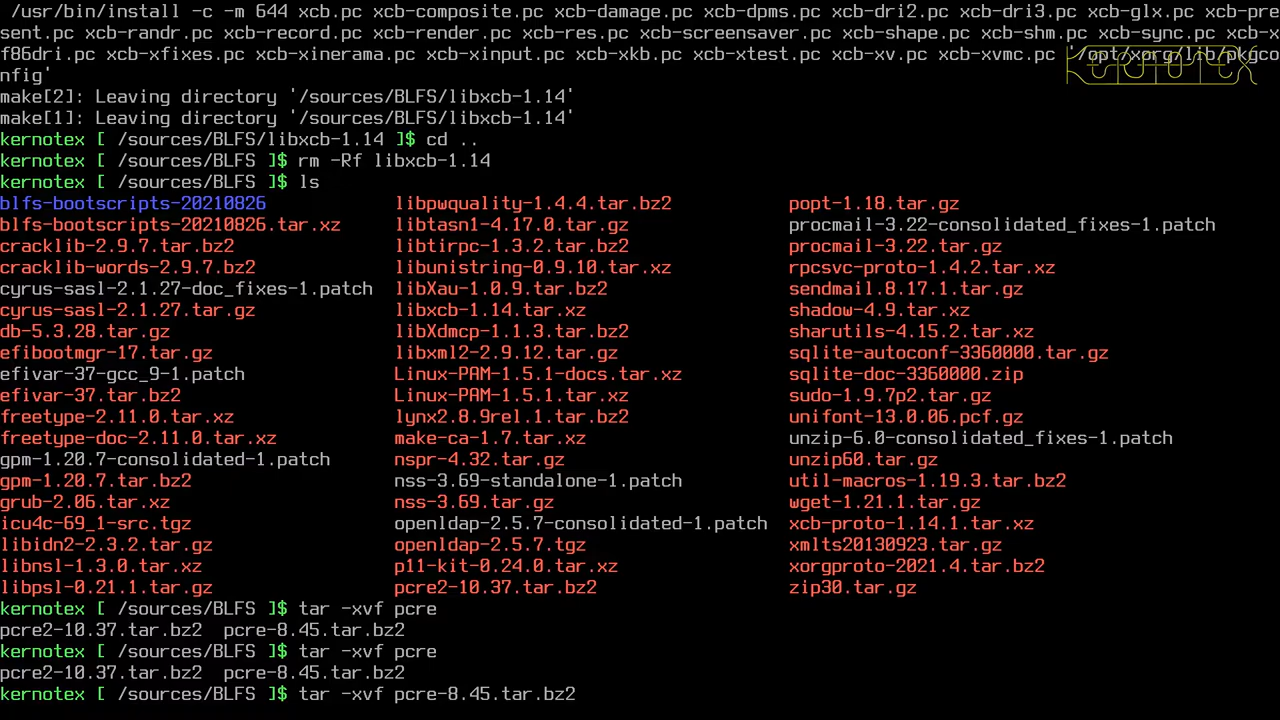 /usr/bin/install -c -m 644 xcb.pc xcb-composite.pc xcb-damage.pc xcb-dpms.pc xcb-dri2.pc xcb-dri3.pc xcb-glx.pc xcb-pre
sent.pc xcb-randr.pc xcb-record.pc xcb-render.pc xcb-res.pc xcb-screensaver.pc xcb-shape.pc xcb-shm.pc xcb-sync.pc xcb-x
f86dri.pc xcb-xfixes.pc xcb-xinerama.pc xcb-xinput.pc xcb-xkb.pc xcb-xtest.pc xcb-xv.pc xcb-xvmc.pc '/opt/xorg/lib/pkgco
nfig'
kernotex
make[2]: Leaving directory '/sources/BLFS/libxcb-1.14'
make[1]: Leaving directory '/sources/BLFS/libxcb-1.14'
kernotex [ /sources/BLFS/libxcb-1.14 ]$ cd ..
kernotex [ /sources/BLFS ]$ rm -Rf libxcb-1.14
kernotex [ /sources/BLFS ]$ ls
blfs-bootscripts-20210826 libpwquality-1.4.4.tar.bz2 popt-1.18.tar.gz
blfs-bootscripts-20210826.tar.xz libtasn1-4.17.0.tar.gz procmail-3.22-consolidated_fixes-1.patch
cracklib-2.9.7.tar.bz2 libtirpc-1.3.2.tar.bz2 procmail-3.22.tar.gz
cracklib-words-2.9.7.bz2 libunistring-0.9.10.tar.xz rpcsvc-proto-1.4.2.tar.xz
cyrus-sasl-2.1.27-doc_fixes-1.patch libXau-1.0.9.tar.bz2 sendmail.8.17.1.tar.gz
cyrus-sasl-2.1.27.tar.gz libxcb-1.14.tar.xz shadow-4.9.tar.xz
db-5.3.28.tar.gz libXdmcp-1.1.3.tar.bz2 sharutils-4.15.2.tar.xz
efibootmgr-17.tar.gz libxml2-2.9.12.tar.gz sqlite-autoconf-3360000.tar.gz
efivar-37-gcc_9-1.patch Linux-PAM-1.5.1-docs.tar.xz sqlite-doc-3360000.zip
efivar-37.tar.bz2 Linux-PAM-1.5.1.tar.xz sudo-1.9.7p2.tar.gz
freetype-2.11.0.tar.xz lynx2.8.9rel.1.tar.bz2 unifont-13.0.06.pcf.gz
freetype-doc-2.11.0.tar.xz make-ca-1.7.tar.xz unzip-6.0-consolidated_fixes-1.patch
gpm-1.20.7-consolidated-1.patch nspr-4.32.tar.gz unzip60.tar.gz
gpm-1.20.7.tar.bz2 nss-3.69-standalone-1.patch util-macros-1.19.3.tar.bz2
grub-2.06.tar.xz nss-3.69.tar.gz wget-1.21.1.tar.gz
icu4c-69_1-src.tgz openldap-2.5.7-consolidated-1.patch xcb-proto-1.14.1.tar.xz
libidn2-2.3.2.tar.gz openldap-2.5.7.tgz xmlts20130923.tar.gz
libnsl-1.3.0.tar.xz p11-kit-0.24.0.tar.xz xorgproto-2021.4.tar.bz2
libpsl-0.21.1.tar.gz pcre2-10.37.tar.bz2 zip30.tar.gz
kernotex [ /sources/BLFS ]$ tar -xvf pcre
pcre2-10.37.tar.bz2 pcre-8.45.tar.bz2
kernotex [ /sources/BLFS ]$ tar -xvf pcre
pcre2-10.37.tar.bz2 pcre-8.45.tar.bz2
kernotex [ /sources/BLFS ]$ tar -xvf pcre-8.45.tar.bz2